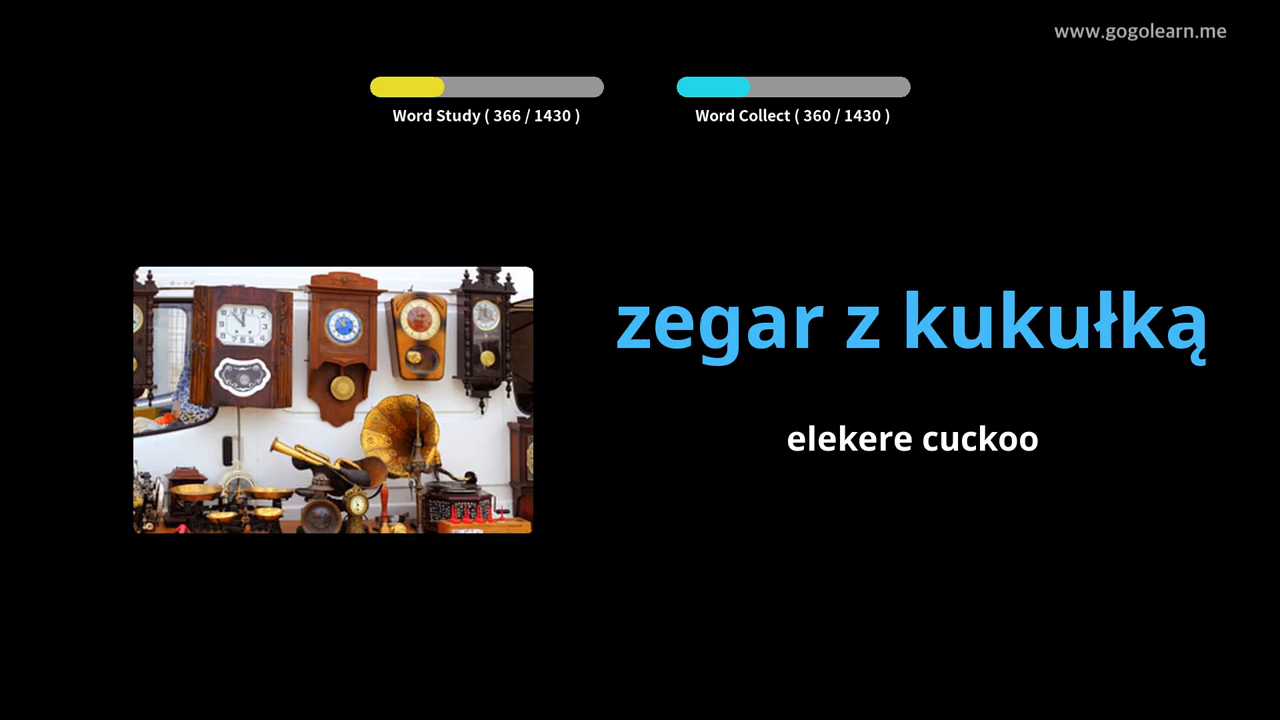 www.gogolearn.me
Word Study ( 366 / 1430 )
Word Collect ( 360 / 1430 )
zegar z kukułką
elekere cuckoo